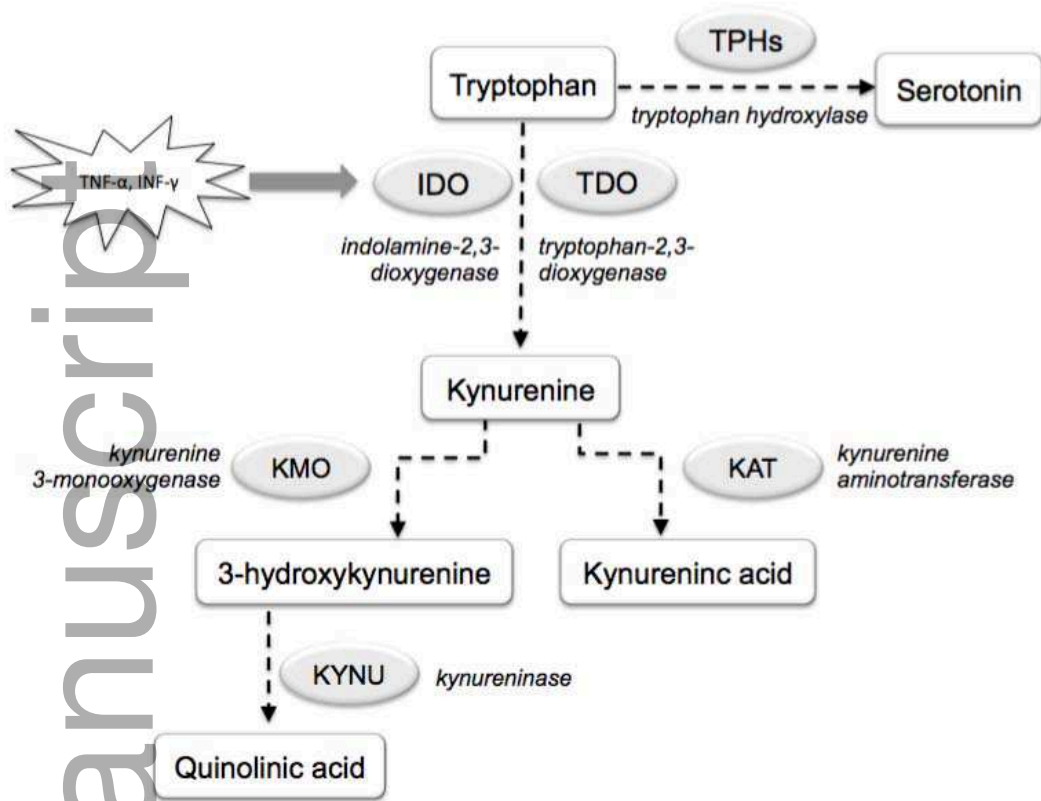 TPHs
Tryptophan
Serotonin
tryptophan hydroxylase
TNF-α, INF-γ
IDO
TDO
indolamine-2,3-
dioxygenase
tryptophan-2,3-
dioxygenase
Kynurenine
kynurenine
3-monooxygenase
KMO
KAT
kynurenine
aminotransferase
3-hydroxykynurenine
Kynureninc acid
KYNU
kynureninase
Quinolinic acid
anuscript